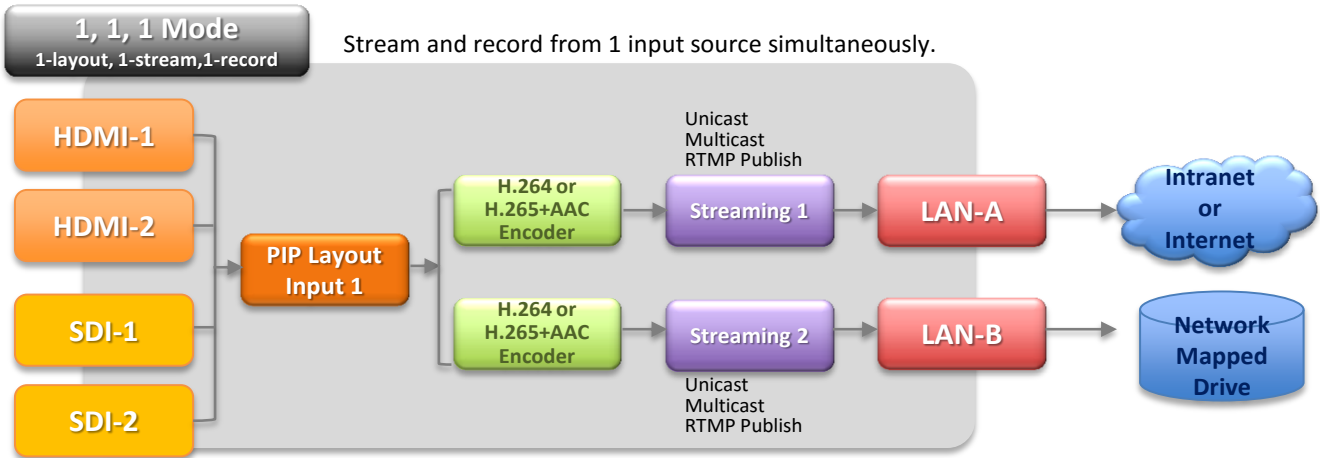 1, 1, 1 Mode
1-layout, 1-stream,1-record
Stream and record from 1 input source simultaneously.
HDMI-1
HDMI-2
SDI-1
SDI-2
PIP Layout
Input 1
H.264 or
H.265+AAC
Encoder
Unicast
Multicast
RTMP Publish
Streaming 1
LAN-A
Intranet
or
Internet
H.264 or
H.265+AAC
Encoder
Streaming 2
Unicast
Multicast
RTMP Publish
LAN-B
Network
Mapped
Drive